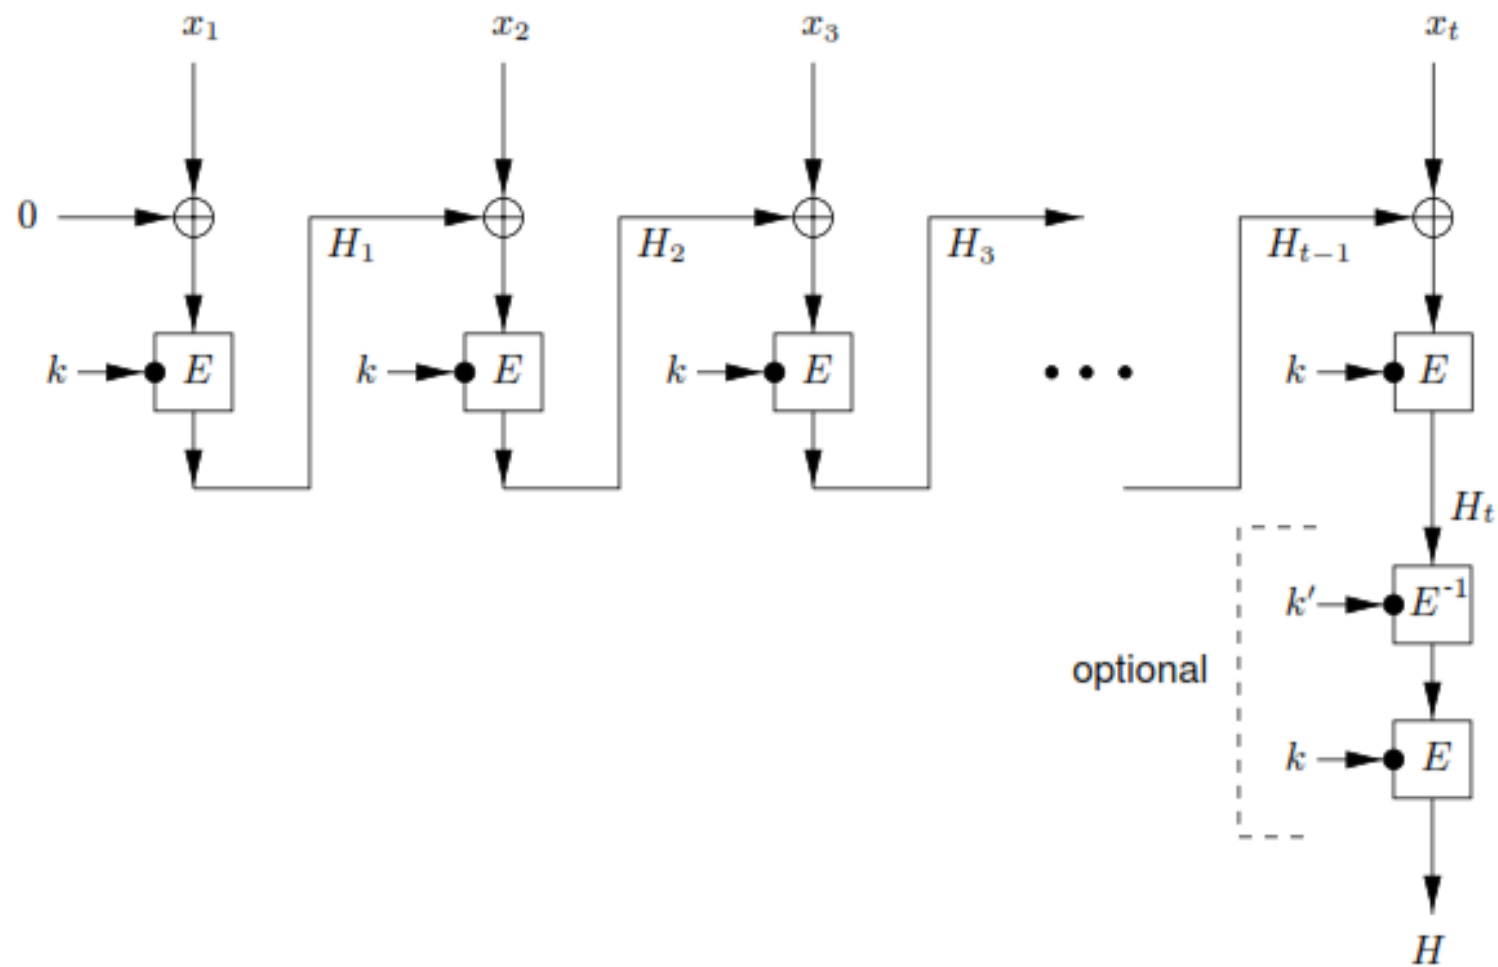 x₁ x₂ x₃ xₜ
0 H₁ H₂ H₃ Hₜ₋₁
k E k E k E • • • k E
Hₜ
k′ E⁻¹
optional
k E
H